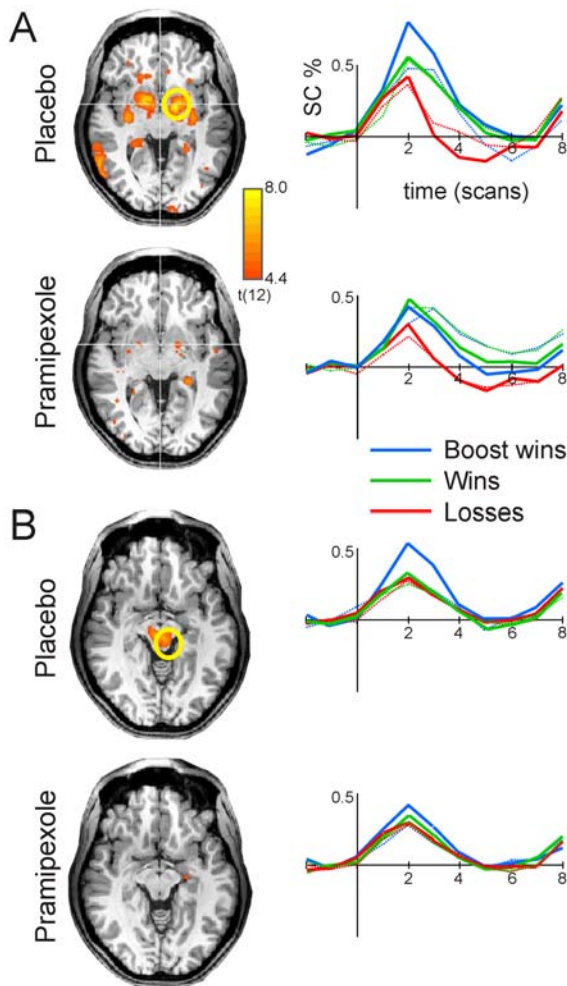 A
Placebo
8.0
4.4
t(12)
SC %
0.5
2
4
6
8
time (scans)
Pramipexole
0.5
2
4
6
8
Boost wins
Wins
Losses
B
Placebo
0.5
2
4
6
8
Pramipexole
0.5
2
4
6
8